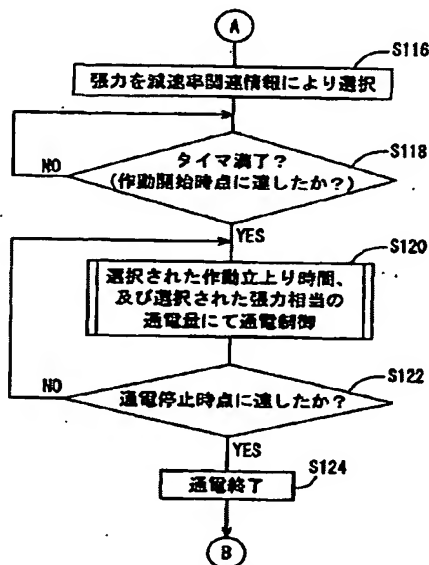 A
S116
張力を減速率関連情報により選択
S118
タイマ満了?
(作動開始時点に達したか?)
NO
YES
S120
選択された作動立上り時間、
及び選択された張力相当の
通電量にて通電制御
S122
NO
通電停止時点に達したか?
YES
S124
通電終了
B